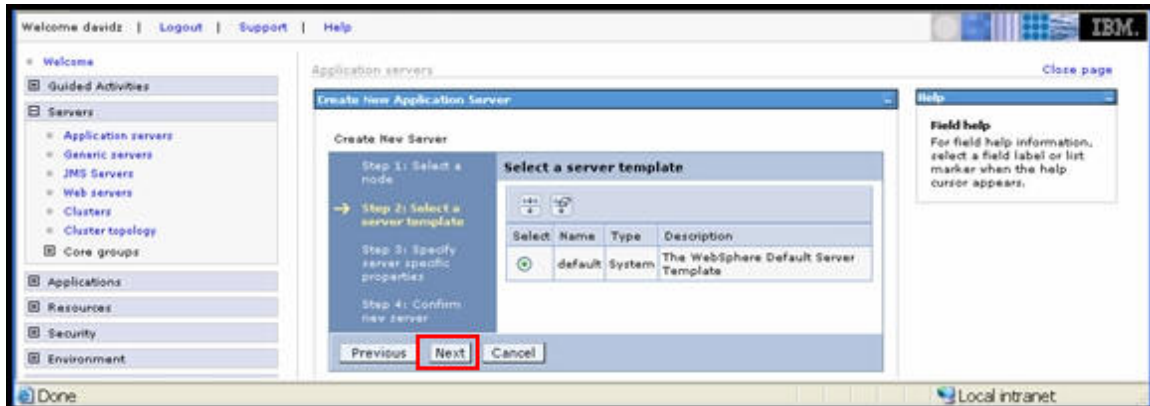 Welcome davidz | Logout | Support | Help
IBM.
Welcome
Guided Activities
Servers
Application servers
Generic servers
JMS Servers
Web servers
Clusters
Cluster topology
Core groups
Applications
Resources
Security
Environment
Application servers
Close page
Create New Application Server
Create New Server
Step 1: Select a
node
Step 2: Select a
server template
Step 3: Specify
server specific
properties
Step 4: Confirm
new server
Select a server template
Select Name Type Description
default System The WebSphere Default Server
Template
Previous Next Cancel
Help
Field help
For field help information,
select a field label or list
marker when the help
cursor appears.
Done
Local intranet